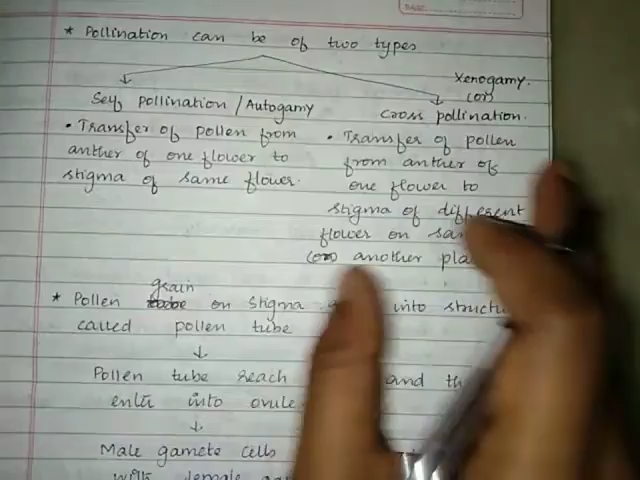 * Pollination can be of two types
Self pollination / Autogamy
• Transfer of pollen from
anther of one flower to
stigma of same flower.
Xenogamy.
(or)
Cross pollination.
• Transfer of pollen
from anther of
one flower to
stigma of different
flower on
(or) another
grain
* Pollen on stigma into
called pollen tube
↓
Pollen tube reach and
enter into ovule.
↓
Male gamete cells
with female